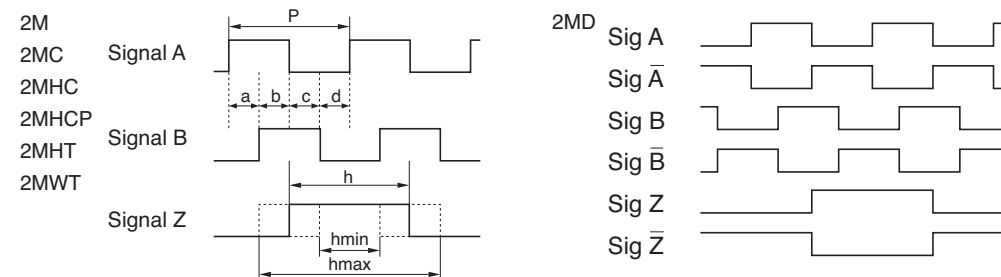 2M
2MC
2MHC
2MHCP
2MHT
2MWT
P
Signal A
a b c d
Signal B
h
Signal Z
hmin
hmax
2MD
Sig A
Sig A̅
Sig B
Sig B̅
Sig Z
Sig Z̅